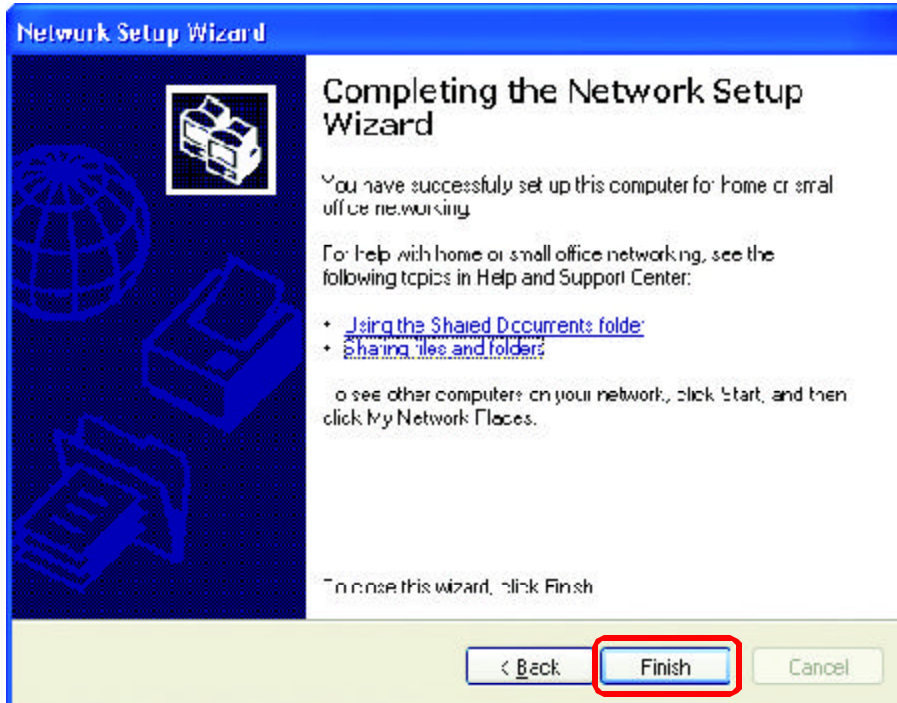 Network Setup Wizard
Completing the Network Setup
Wizard
You have successfully set up this computer for home or small
office networking.
For help with home or small office networking, see the
following topics in Help and Support Center:
• Using the Shared Documents folder
• Sharing files and folders
To see other computers on your network, click Start, and then
click My Network Places.
To close this wizard, click Finish.
< Back
Finish
Cancel